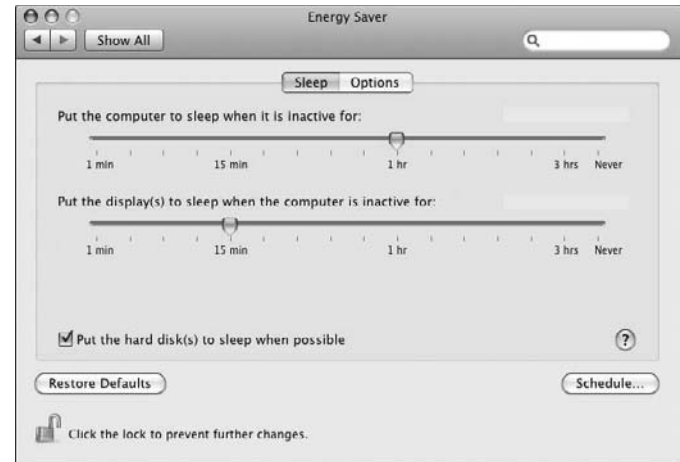 Energy Saver
Show All
Sleep Options
Put the computer to sleep when it is inactive for:
1 min 15 min 1 hr 3 hrs Never
Put the display(s) to sleep when the computer is inactive for:
1 min 15 min 1 hr 3 hrs Never
Put the hard disk(s) to sleep when possible ?
Restore Defaults Schedule...
Click the lock to prevent further changes.